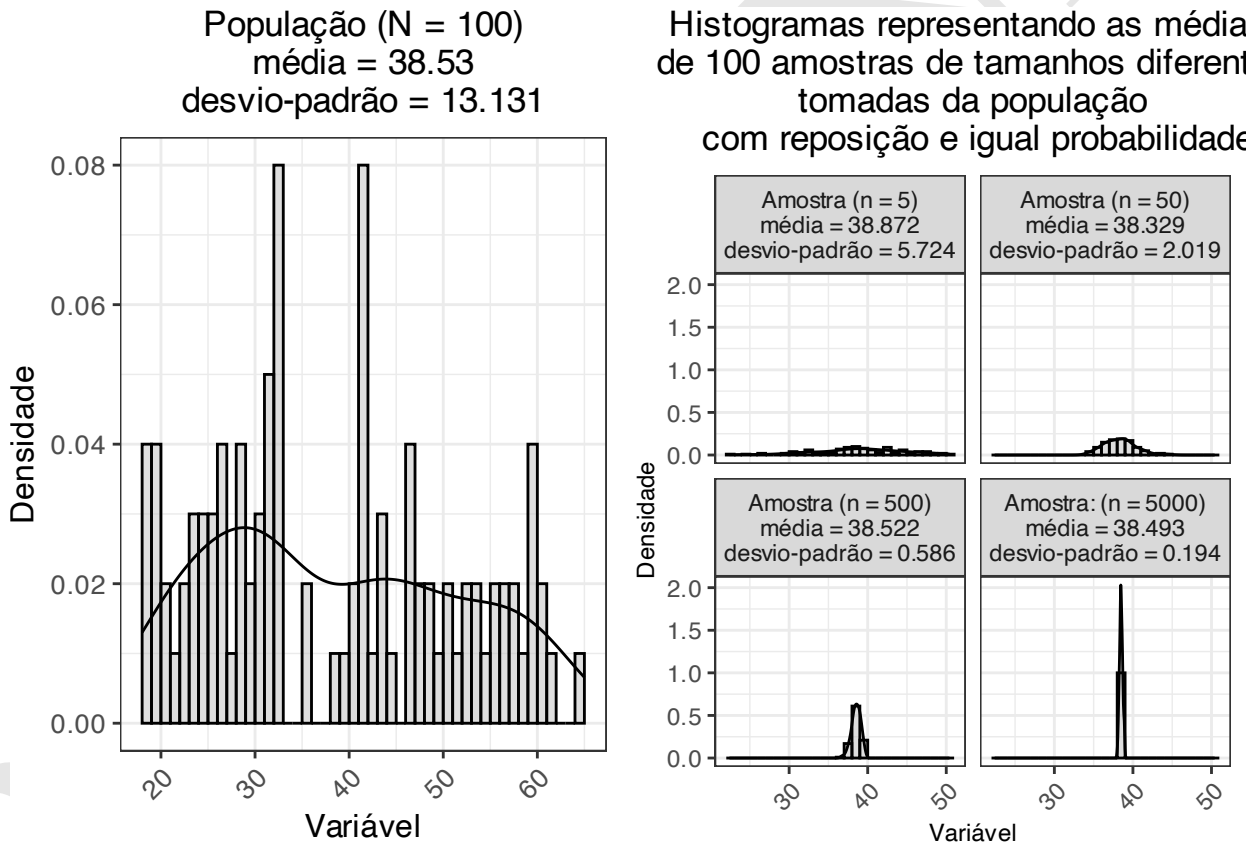 População (N = 100)
média = 38.53
desvio-padrão = 13.131
Densidade
0.08
0.06
0.04
0.02
0.00
20
30
40
50
60
Variável
Histogramas representando as média
de 100 amostras de tamanhos diferent
tomadas da população
com reposição e igual probabilidade
Amostra (n = 5)
média = 38.872
desvio-padrão = 5.724
Amostra (n = 50)
média = 38.329
desvio-padrão = 2.019
2.0
1.5
1.0
0.5
0.0
Densidade
Amostra (n = 500)
média = 38.522
desvio-padrão = 0.586
Amostra: (n = 5000)
média = 38.493
desvio-padrão = 0.194
2.0
1.5
1.0
0.5
0.0
30
40
50
30
40
50
Variável